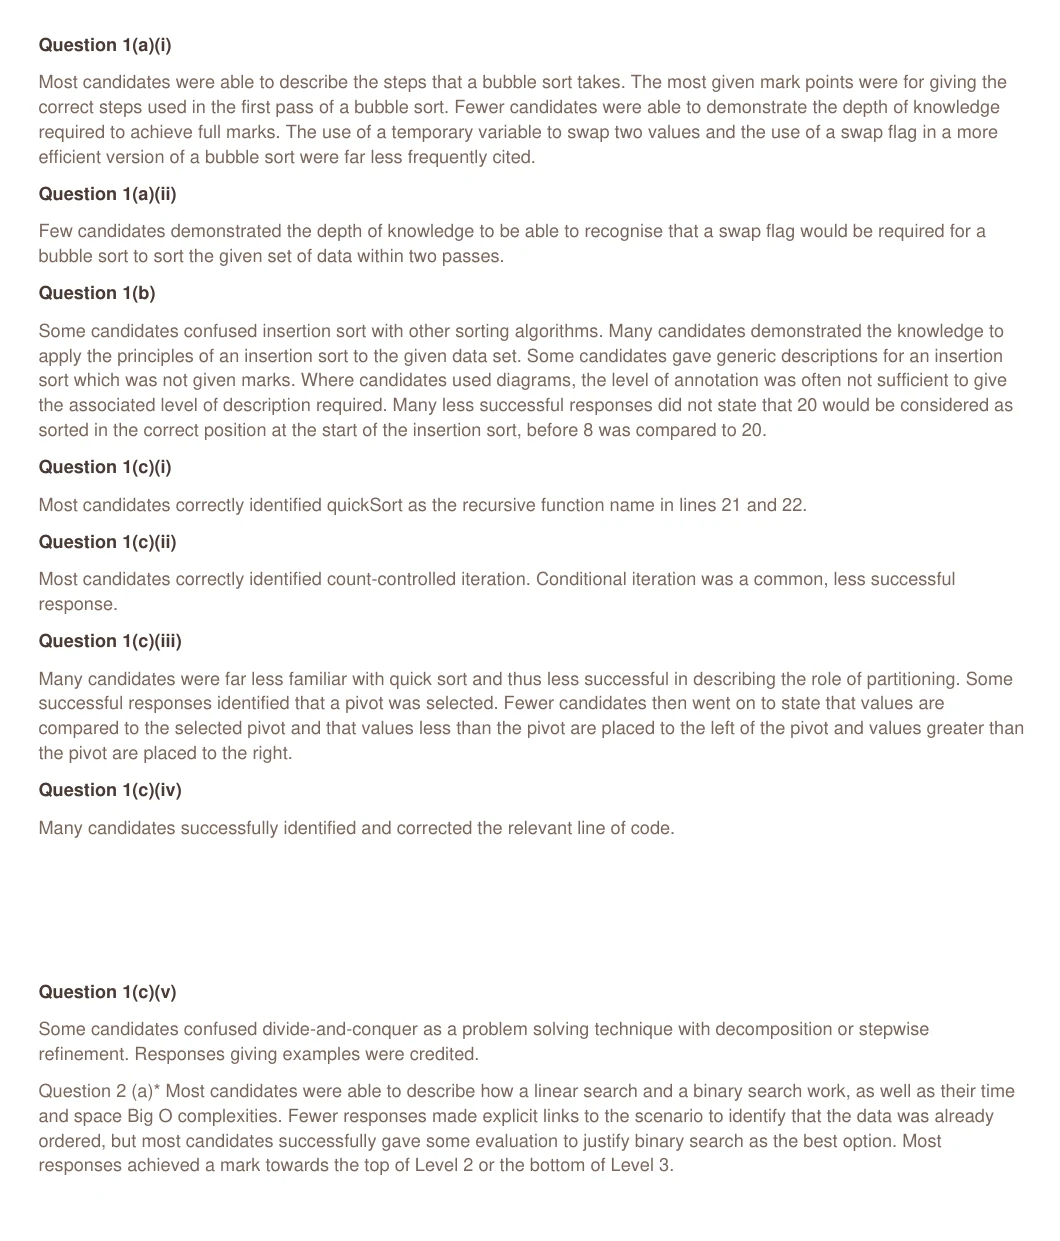 Question 1(a)(i)
Most candidates were able to describe the steps that a bubble sort takes. The most given mark points were for giving the
correct steps used in the first pass of a bubble sort. Fewer candidates were able to demonstrate the depth of knowledge
required to achieve full marks. The use of a temporary variable to swap two values and the use of a swap flag in a more
efficient version of a bubble sort were far less frequently cited.
Question 1(a)(ii)
Few candidates demonstrated the depth of knowledge to be able to recognise that a swap flag would be required for a
bubble sort to sort the given set of data within two passes.
Question 1(b)
Some candidates confused insertion sort with other sorting algorithms. Many candidates demonstrated the knowledge to
apply the principles of an insertion sort to the given data set. Some candidates gave generic descriptions for an insertion
sort which was not given marks. Where candidates used diagrams, the level of annotation was often not sufficient to give
the associated level of description required. Many less successful responses did not state that 20 would be considered as
sorted in the correct position at the start of the insertion sort, before 8 was compared to 20.
Question 1(c)(i)
Most candidates correctly identified quickSort as the recursive function name in lines 21 and 22.
Question 1(c)(ii)
Most candidates correctly identified count-controlled iteration. Conditional iteration was a common, less successful
response.
Question 1(c)(iii)
Many candidates were far less familiar with quick sort and thus less successful in describing the role of partitioning. Some
successful responses identified that a pivot was selected. Fewer candidates then went on to state that values are
compared to the selected pivot and that values less than the pivot are placed to the left of the pivot and values greater than
the pivot are placed to the right.
Question 1(c)(iv)
Many candidates successfully identified and corrected the relevant line of code.
Question 1(c)(v)
Some candidates confused divide-and-conquer as a problem solving technique with decomposition or stepwise
refinement. Responses giving examples were credited.
Question 2 (a)* Most candidates were able to describe how a linear search and a binary search work, as well as their time
and space Big O complexities. Fewer responses made explicit links to the scenario to identify that the data was already
ordered, but most candidates successfully gave some evaluation to justify binary search as the best option. Most
responses achieved a mark towards the top of Level 2 or the bottom of Level 3.